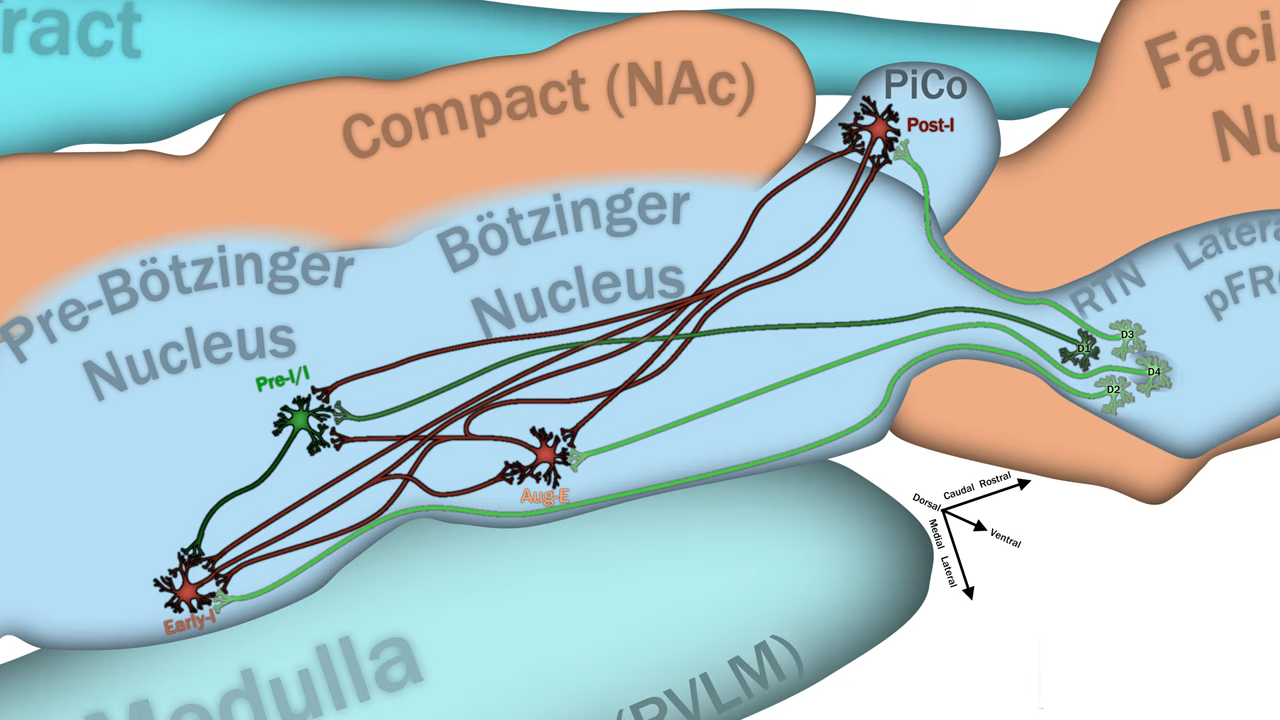 ract
Compact (NAc)
PiCo
Post-I
Faci
Nu
Bötzinger
Nucleus
Pre-Bötzinger
Nucleus
Latera
pFR
RTN
Pre-I/I
D1
D3
D4
D2
Aug-E
Early-I
Caudal Rostral
Dorsal
Ventral
Medial Lateral
Medulla
(RVLM)